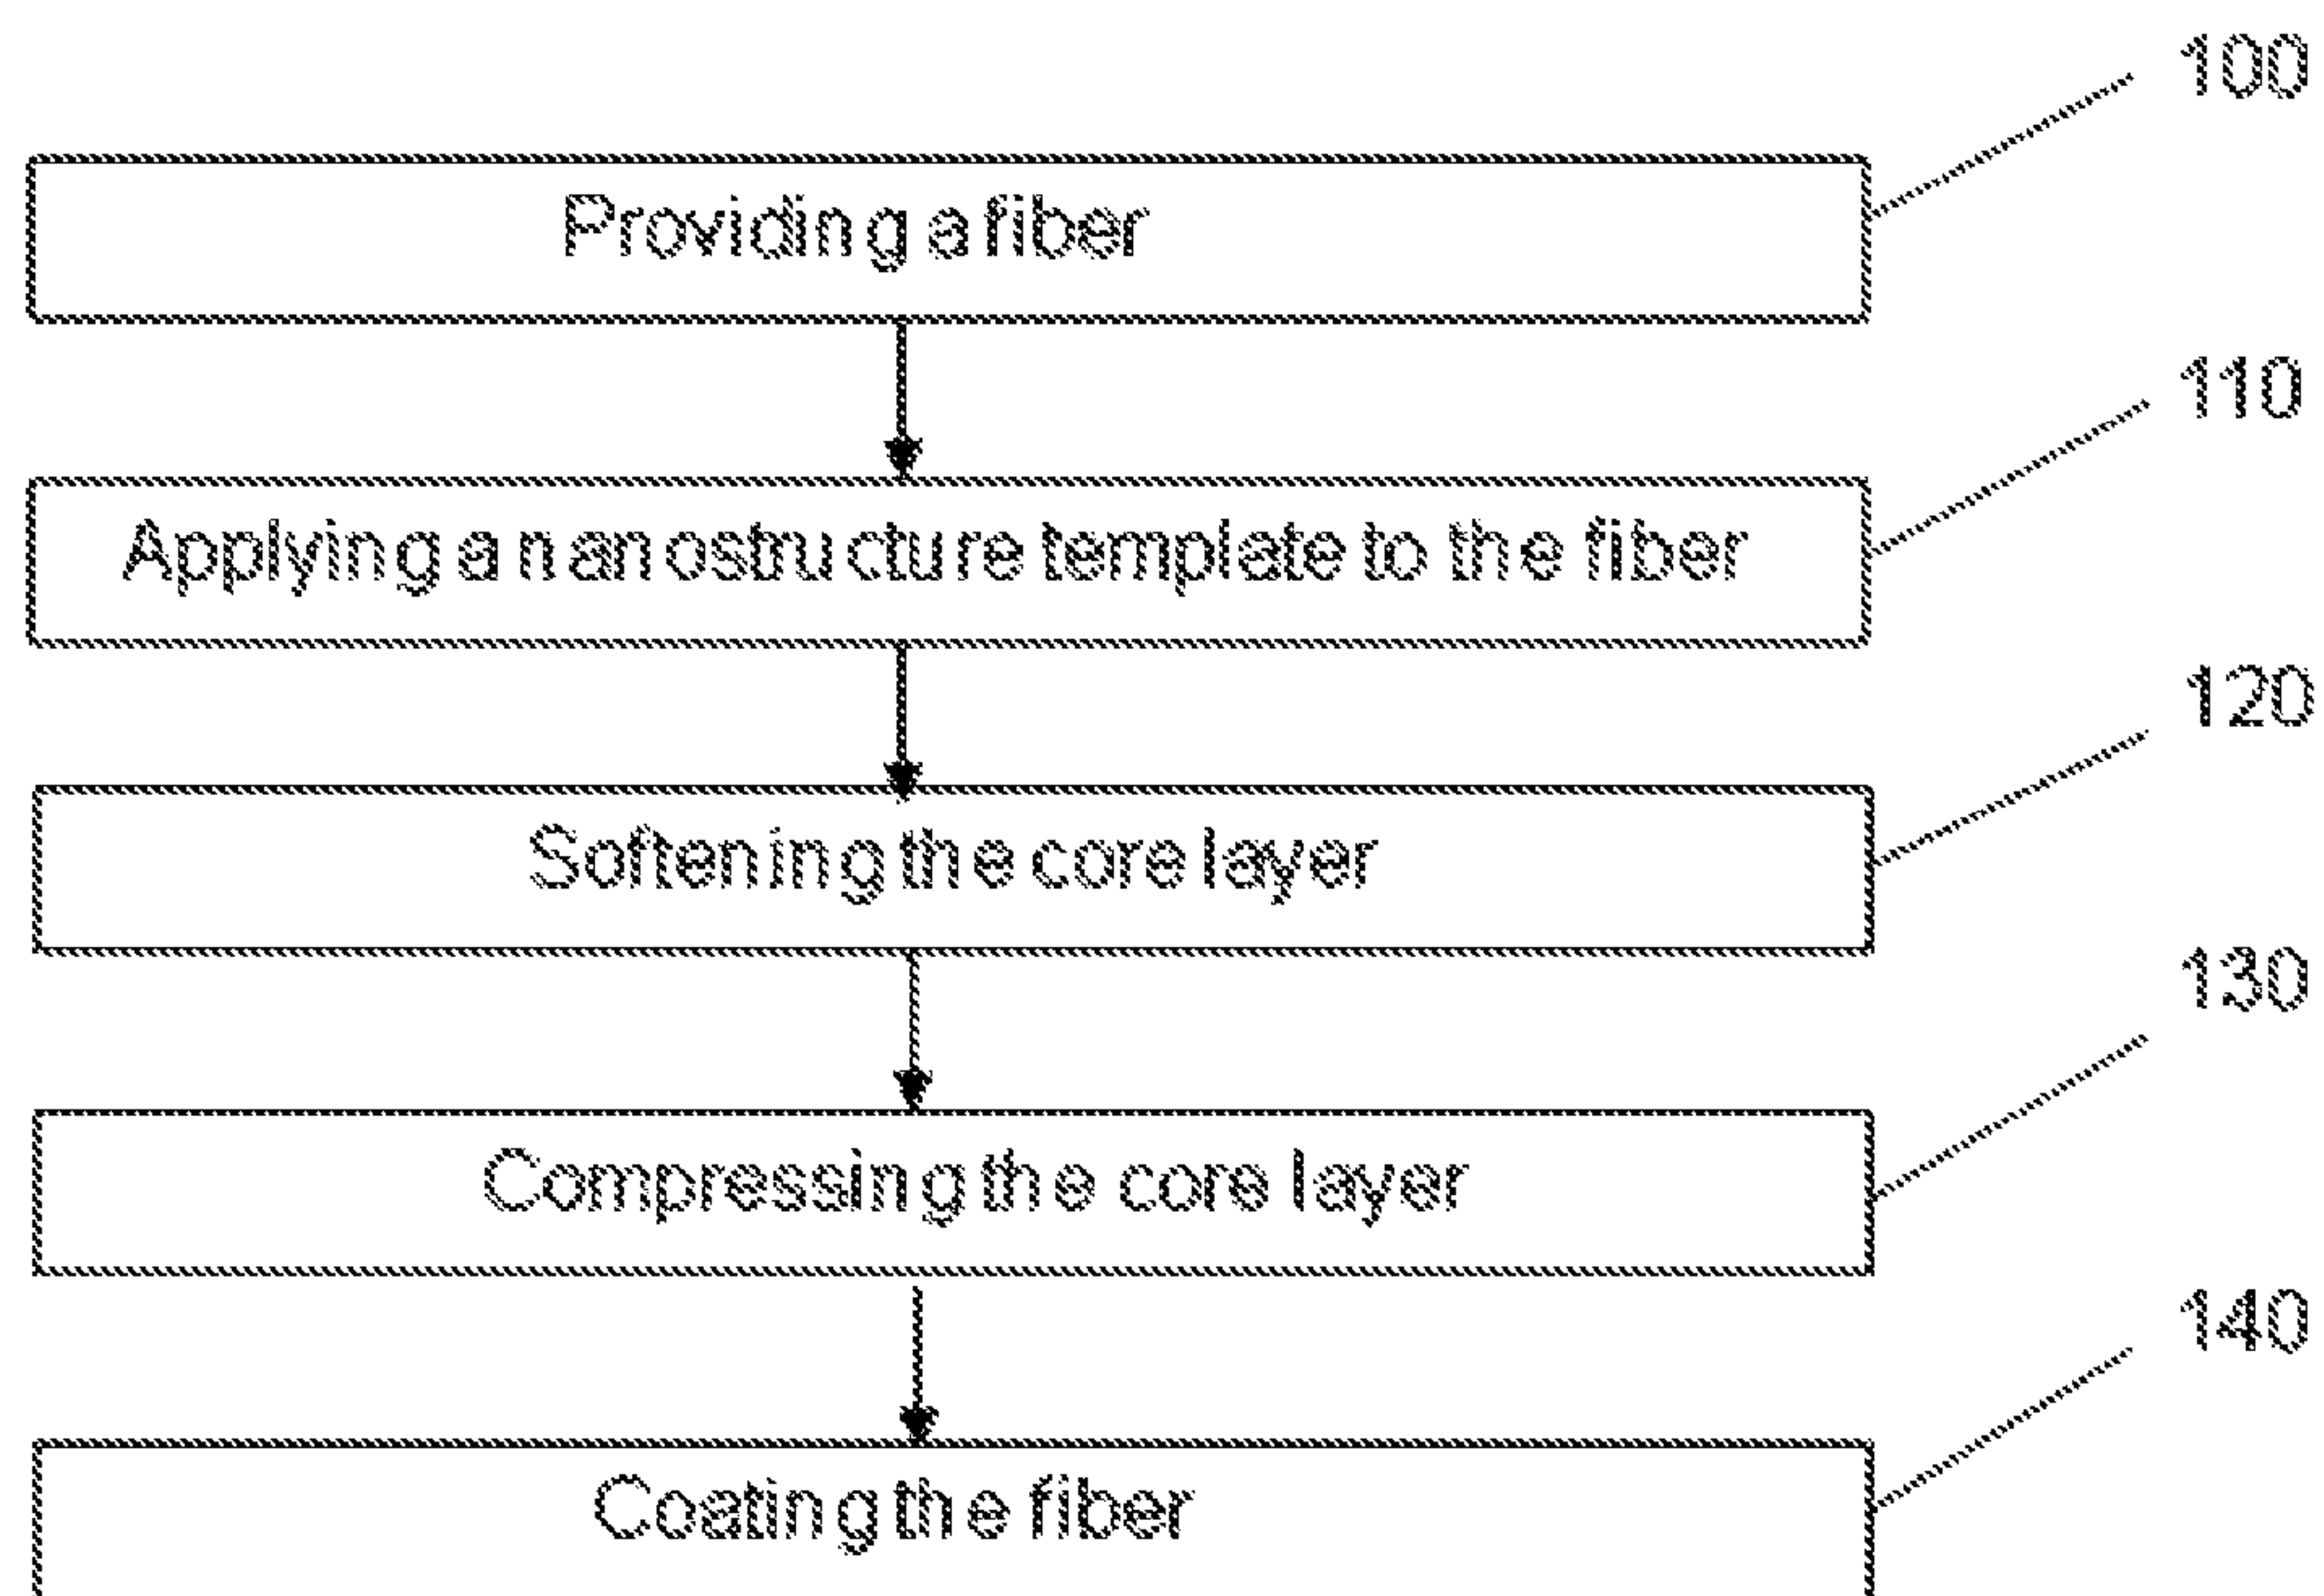 100
Providing a fiber
110
Applying a nanostructure template to the fiber
120
Softening the core layer
130
Compressing the core layer
140
Coating the fiber